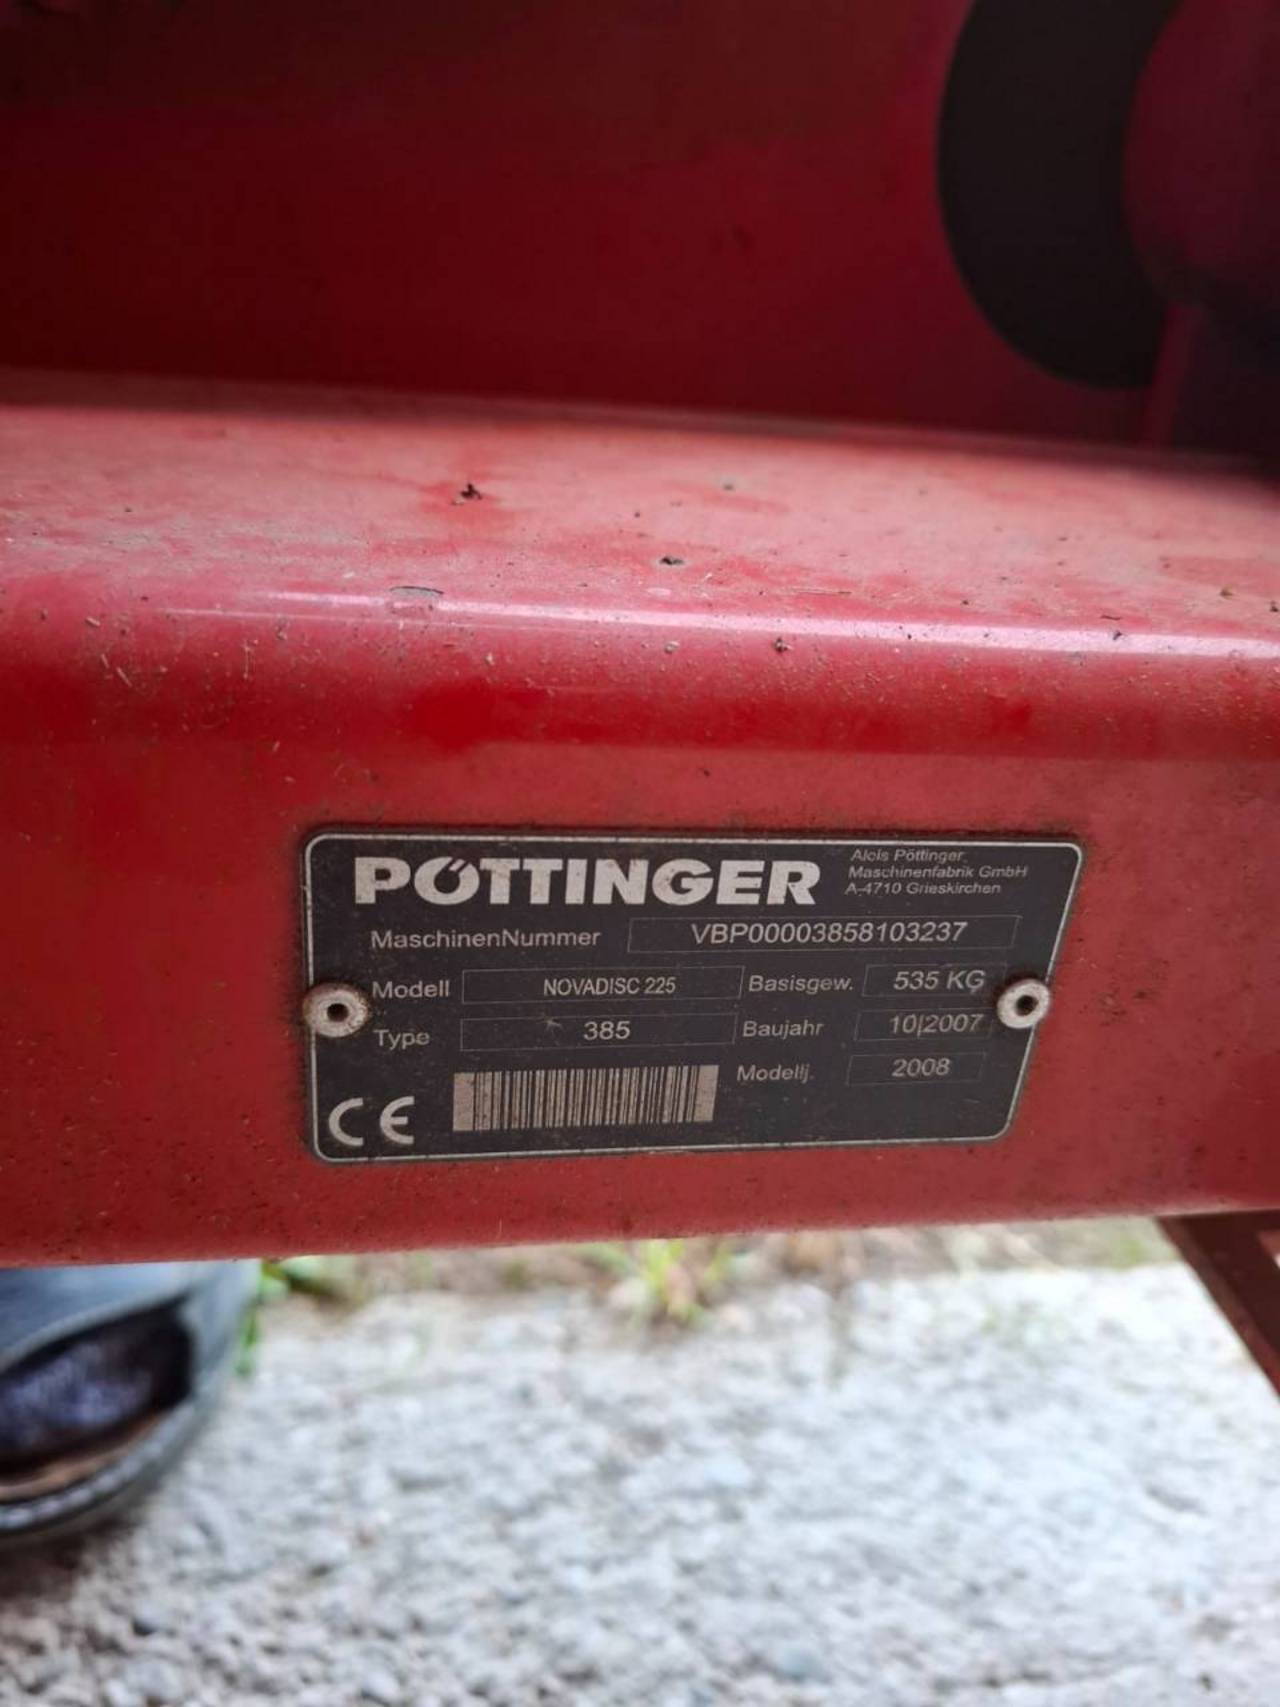 PÖTTINGER
Alois Pöttinger
Maschinenfabrik GmbH
A-4710 Grieskirchen
MaschinenNummer VBP00003858103237
Modell NOVADISC 225 Basisgew. 535 KG
Type 385 Baujahr 10|2007
Modellj. 2008
CE